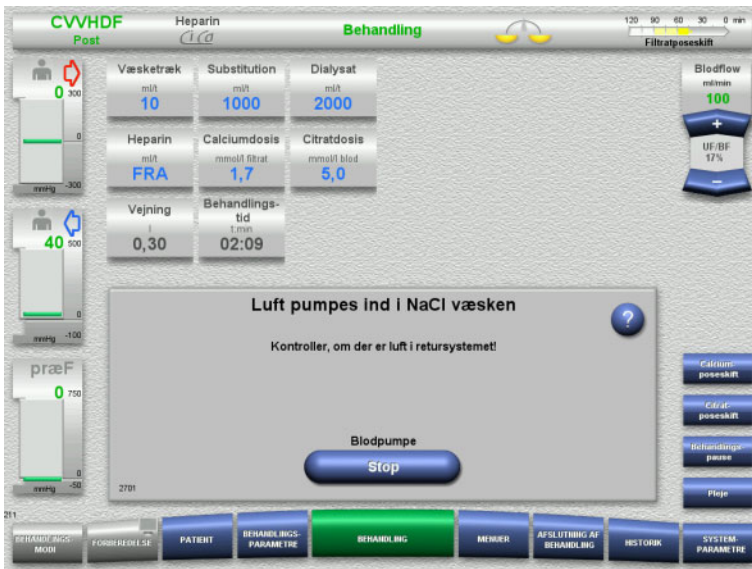 CVVHDF
Post
Heparin
Ci Ca
Behandling
120 90 60 30 0 min
Filtratposeskift
0
300
0
mmHg -300
Væsketræk
ml/t
10
Substitution
ml/t
1000
Dialysat
ml/t
2000
Heparin
ml/t
FRA
Calciumdosis
mmol/l filtrat
1,7
Citratdosis
mmol/l blod
5,0
Vejning
l
0,30
Behandlings-
tid
t:min
02:09
Blodflow
ml/min
100
+
UF/BF
17%
−
40
500
0
mmHg -100
præF
0
750
0
mmHg -50
Luft pumpes ind i NaCl væsken
?
Kontroller, om der er luft i retursystemet!
Blodpumpe
Stop
2701
Calcium-
poseskift
Citrat-
poseskift
Behandlings-
pause
Pleje
211
BEHANDLINGS-
MODI
FORBEREDELSE
PATIENT
BEHANDLINGS-
PARAMETRE
BEHANDLING
MENUER
AFSLUTNING AF
BEHANDLING
HISTORIK
SYSTEM-
PARAMETRE